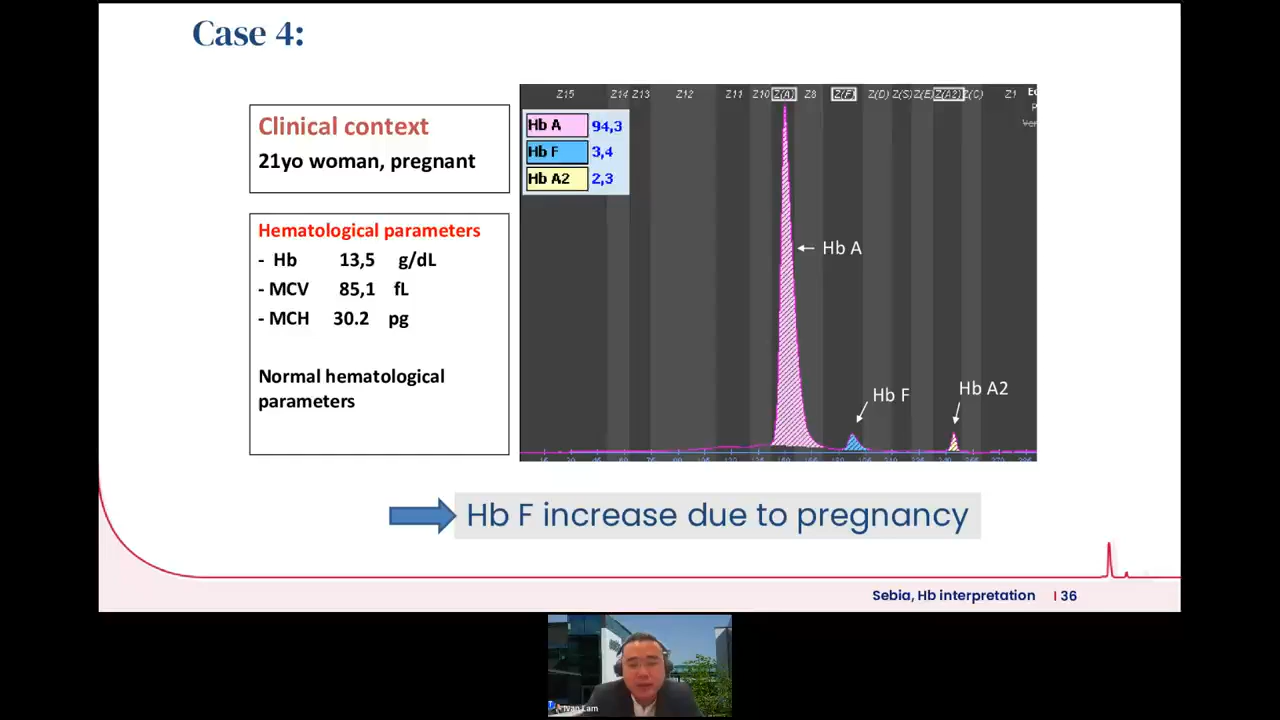 Case 4:
Clinical context
21yo woman, pregnant
Hematological parameters
- Hb 13,5 g/dL
- MCV 85,1 fL
- MCH 30.2 pg
Normal hematological
parameters
Z15 Z14 Z13 Z12 Z11 Z10 Z(A) Z8 Z(F) Z(D) Z(S) Z(E) Z(A2) Z(C) Z1
Hb A 94,3
Hb F 3,4
Hb A2 2,3
Hb A
Hb F
Hb A2
Hb F increase due to pregnancy
Sebia, Hb interpretation I 36
Ivan Lam